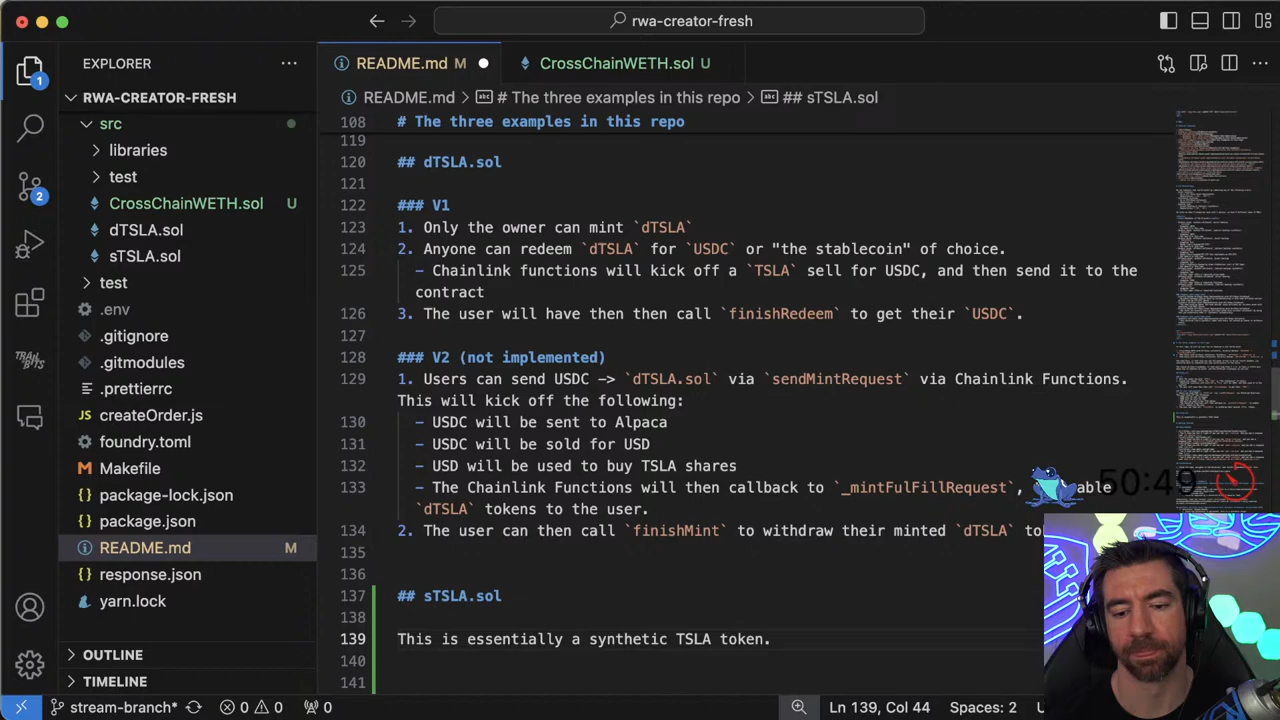 rwa-creator-fresh
EXPLORER
README.md M
CrossChainWETH.sol U
RWA-CREATOR-FRESH
README.md > # The three examples in this repo > ## sTSLA.sol
src
libraries
test
CrossChainWETH.sol U
dTSLA.sol
sTSLA.sol
test
.env
.gitignore
.gitmodules
.prettierrc
createOrder.js
foundry.toml
Makefile
package-lock.json
package.json
README.md M
response.json
yarn.lock
OUTLINE
TIMELINE
1
2
TRAIL
BITS
108 # The three examples in this repo
119
120 ## dTSLA.sol
121
122 ### V1
123 1. Only the owner can mint `dTSLA`
124 2. Anyone can redeem `dTSLA` for `USDC` or "the stablecoin" of choice.
125 - Chainlink functions will kick off a `TSLA` sell for USDC, and then send it to the
contract
126 3. The user will have then then call `finishRedeem` to get their `USDC`.
127
128 ### V2 (not implemented)
129 1. Users can send USDC -> `dTSLA.sol` via `sendMintRequest` via Chainlink Functions.
This will kick off the following:
130 - USDC will be sent to Alpaca
131 - USDC will be sold for USD
132 - USD will be used to buy TSLA shares
133 - The Chainlink Functions will then callback to `_mintFulFillRequest`, to enable
`dTSLA` tokens to the user.
134 2. The user can then call `finishMint` to withdraw their minted `dTSLA` to
135
136
137 ## sTSLA.sol
138
139 This is essentially a synthetic TSLA token.
140
141
stream-branch* 0 0 0
Ln 139, Col 44 Spaces: 2 U